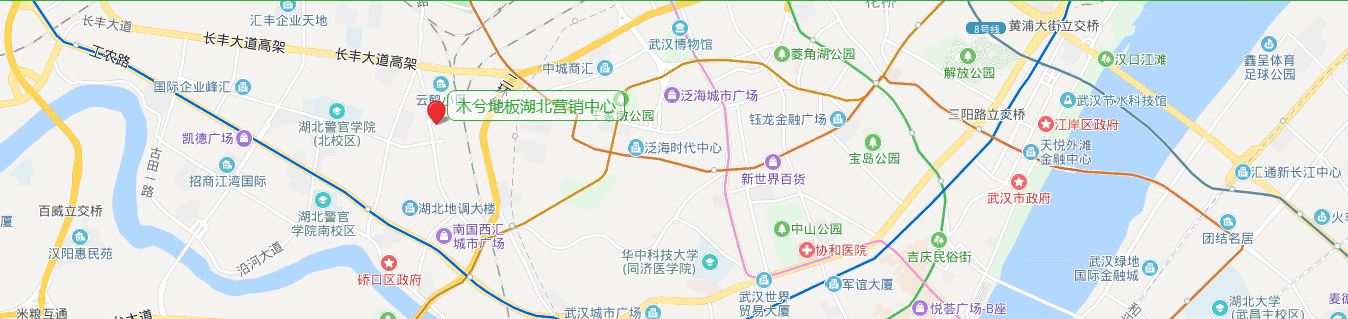 汇丰企业天地
长丰大道
长丰大道高架
长丰大道高架
工农路
国际企业峰汇
中城商汇
二环
武汉博物馆
菱角湖公园
花桥
8号线
黄浦大街立交桥
解放公园
汉口江滩
鑫呈体育
足球公园
木兮地板湖北营销中心
泛海城市广场
钰龙金融广场
三阳路立交桥
武汉节水科技馆
江岸区政府
湖北警官学院
(北校区)
凯德广场
古田一路
招商江湾国际
泛海时代中心
新世界百货
宝岛公园
天悦外滩
金融中心
汇通新长江中心
武汉市政府
百威立交桥
厦
湖北警官
学院南校区
湖北地调大楼
南国西汇
城市广场
中山公园
协和医院
团结名居
火车
汉阳惠民苑
沿河大道
硚口区政府
华中科技大学
(同济医学院)
吉庆民俗街
武汉绿地
国际金融城
武汉世界
贸易大厦
军谊大厦
米粮互通
武汉城市广场
悦荟广场-B座
湖北大学
(武昌主校区)